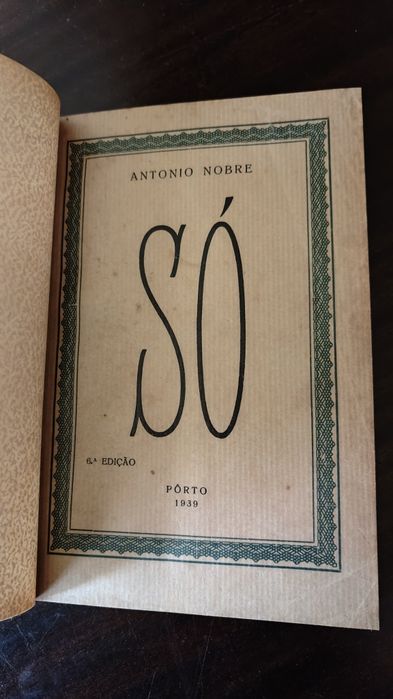 ANTONIO NOBRE
SÓ
6.ª EDIÇÃO
PÔRTO
1939